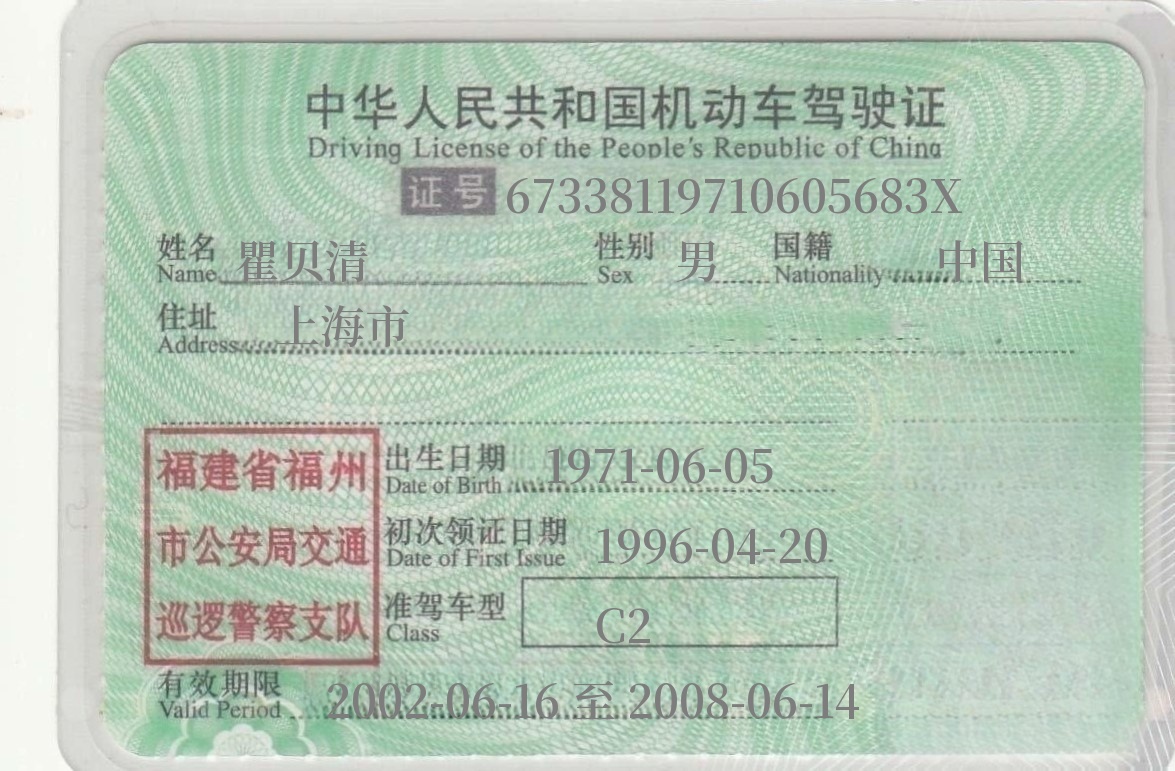 中华人民共和国机动车驾驶证
Driving License of the People's Republic of China
证号 67338119710605683X
姓名 瞿贝清 性别 男 国籍 中国
Name Sex Nationality
住址 上海市
Address
福建省福州
市公安局交通
巡逻警察支队
出生日期 1971-06-05
Date of Birth
初次领证日期 1996-04-20
Date of First Issue
准驾车型 C2
Class
有效期限 2002-06-16 至 2008-06-14
Valid Period